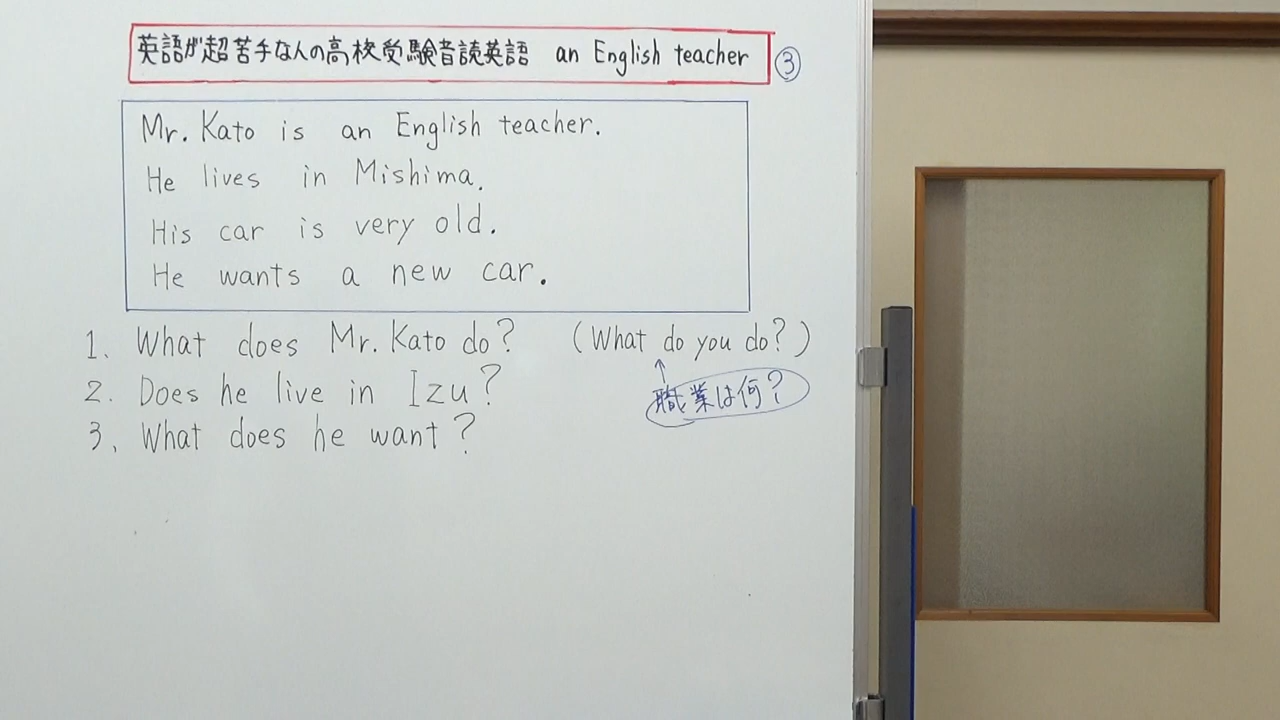 英語が超苦手な人の高校受験音読英語 an English teacher ③
Mr. Kato is an English teacher.
He lives in Mishima.
His car is very old.
He wants a new car.
1. What does Mr. Kato do? (What do you do?)
↑
職業は何?
2. Does he live in Izu?
3. What does he want?